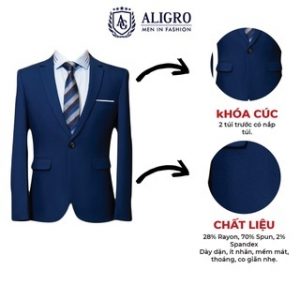 AG
ALIGRO
MEN IN FASHION
kHÓA CÚC
2 túi trước có nắp
túi.
CHẤT LIỆU
28% Rayon, 70% Spun, 2%
Spandex
Dày dặn, ít nhăn, mềm mát,
thoáng, co giãn nhẹ.